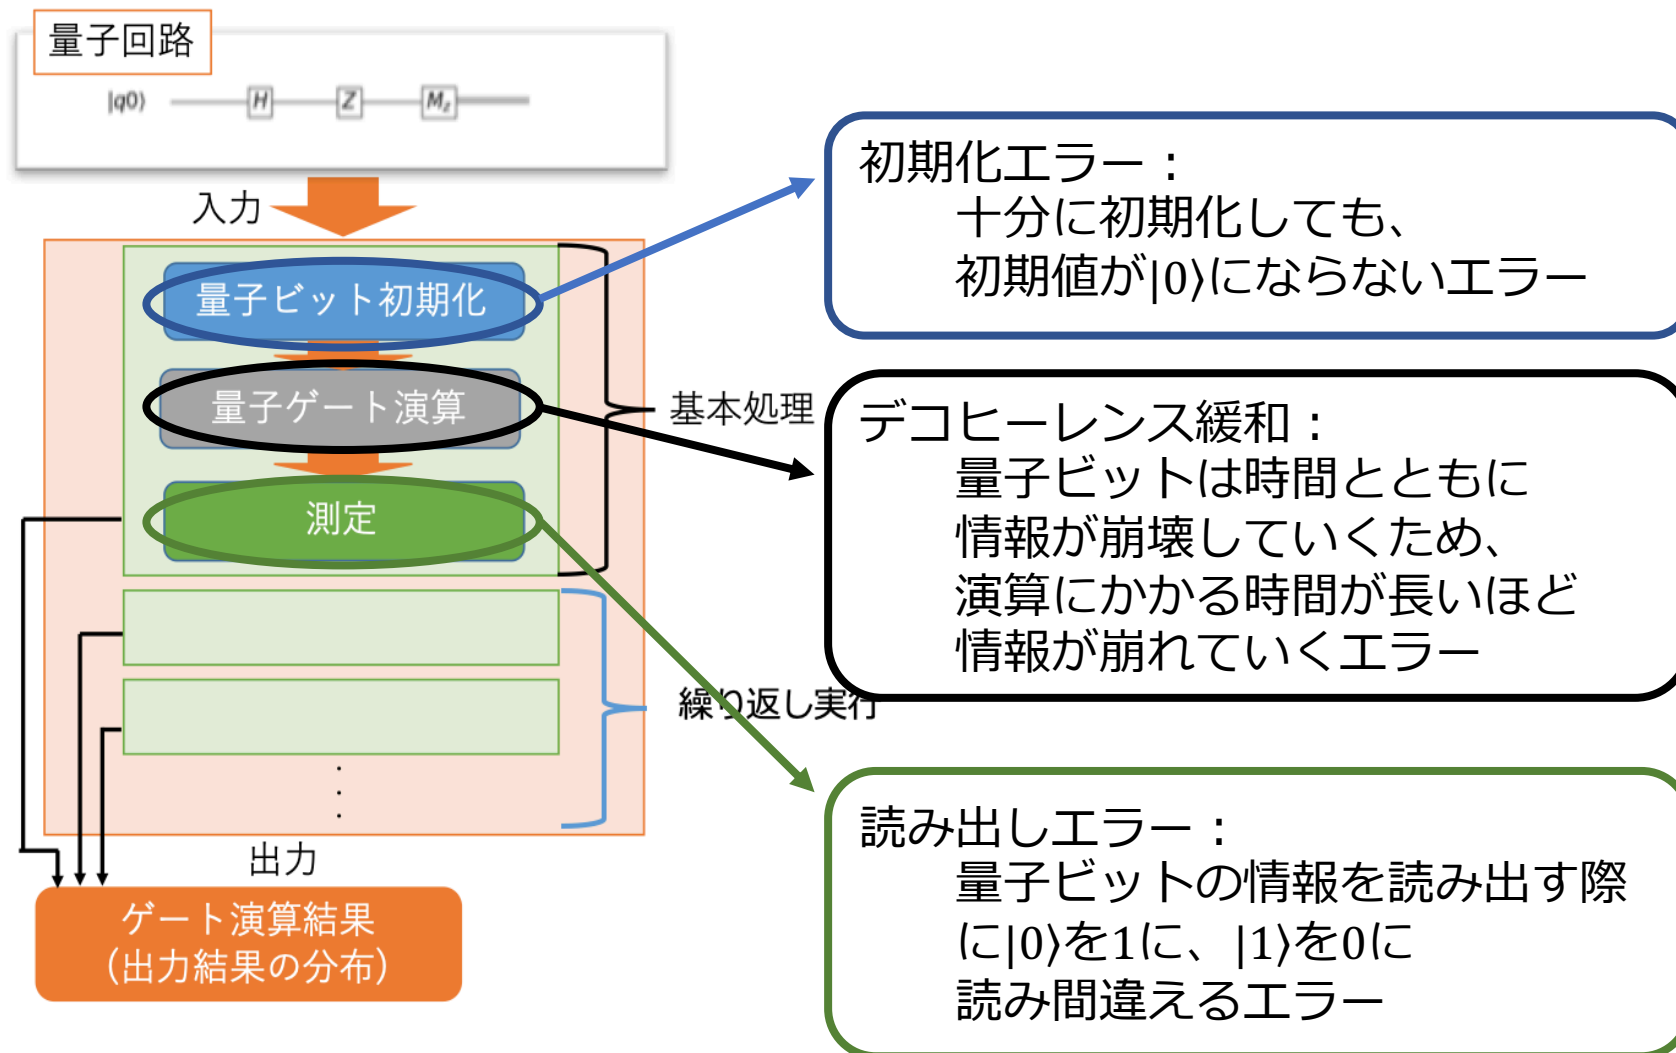 量子回路
|q0⟩ H Z Mz
入力
量子ビット初期化
量子ゲート演算
測定
基本処理
繰り返し実行
出力
ゲート演算結果
(出力結果の分布)
初期化エラー：
十分に初期化しても、
初期値が|0⟩にならないエラー
デコヒーレンス緩和：
量子ビットは時間とともに
情報が崩壊していくため、
演算にかかる時間が長いほど
情報が崩れていくエラー
読み出しエラー：
量子ビットの情報を読み出す際
に|0⟩を1に、|1⟩を0に
読み間違えるエラー